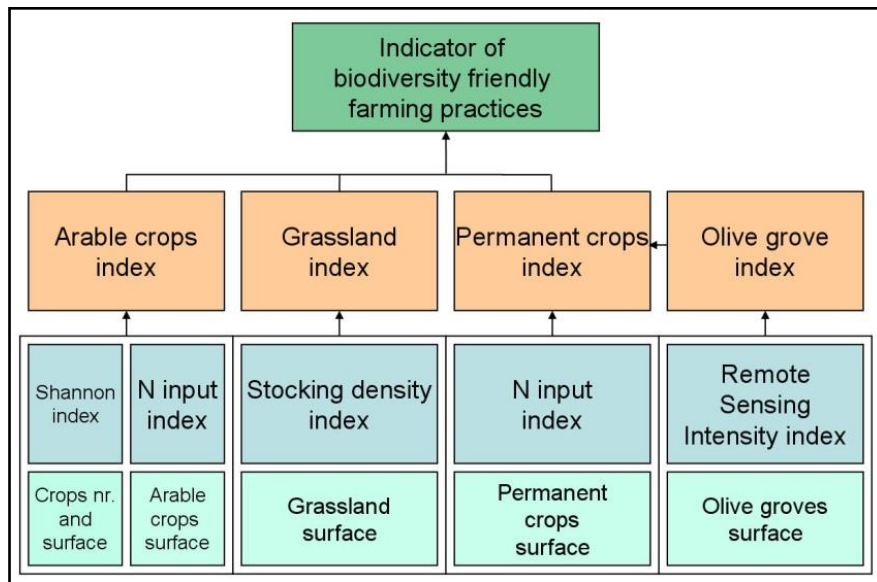 Indicator of
biodiversity friendly
farming practices
Arable crops
index
Grassland
index
Permanent crops
index
Olive grove
index
Shannon
index
N input
index
Stocking density
index
N input
index
Remote
Sensing
Intensity index
Crops nr.
and
surface
Arable
crops
surface
Grassland
surface
Permanent
crops
surface
Olive groves
surface